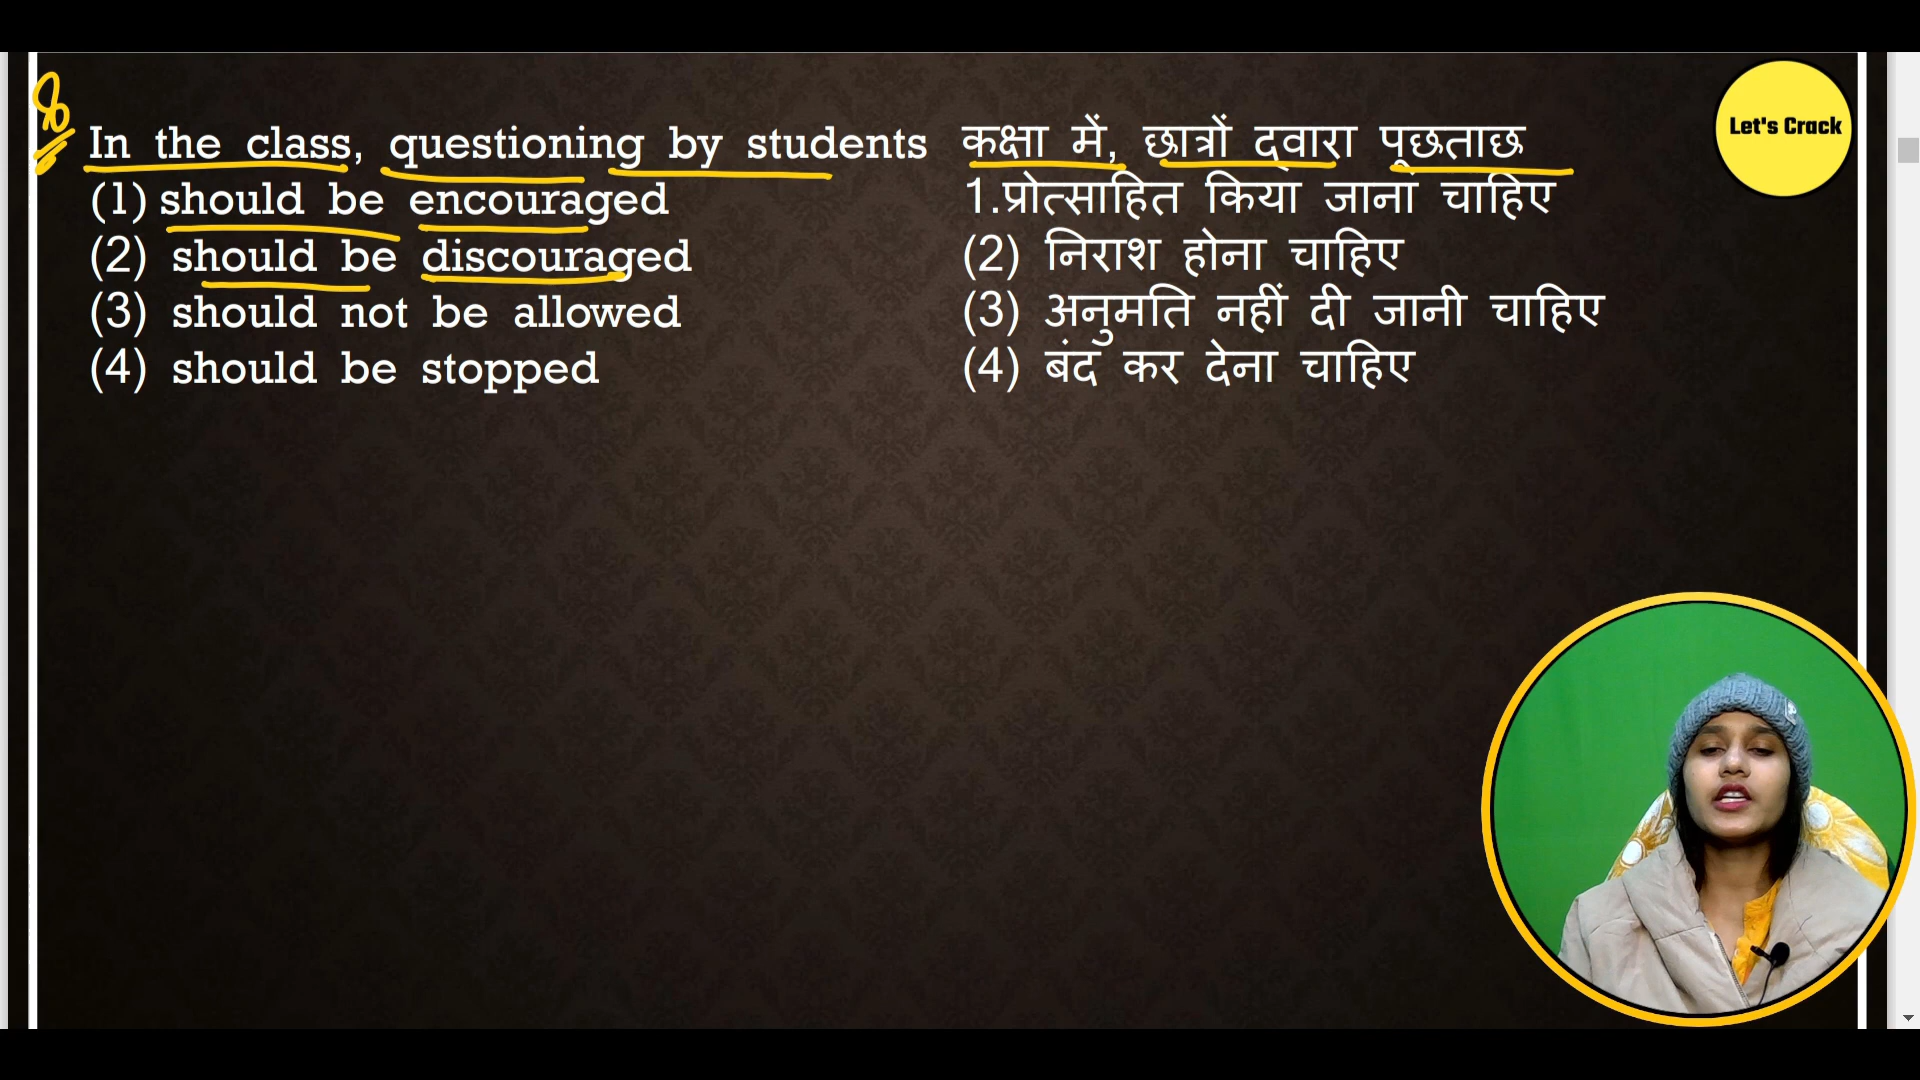 8
In the class, questioning by students
(1) should be encouraged
(2) should be discouraged
(3) should not be allowed
(4) should be stopped
कक्षा में, छात्रों द्वारा पूछताछ
1.प्रोत्साहित किया जाना चाहिए
(2) निराश होना चाहिए
(3) अनुमति नहीं दी जानी चाहिए
(4) बंद कर देना चाहिए
Let's Crack